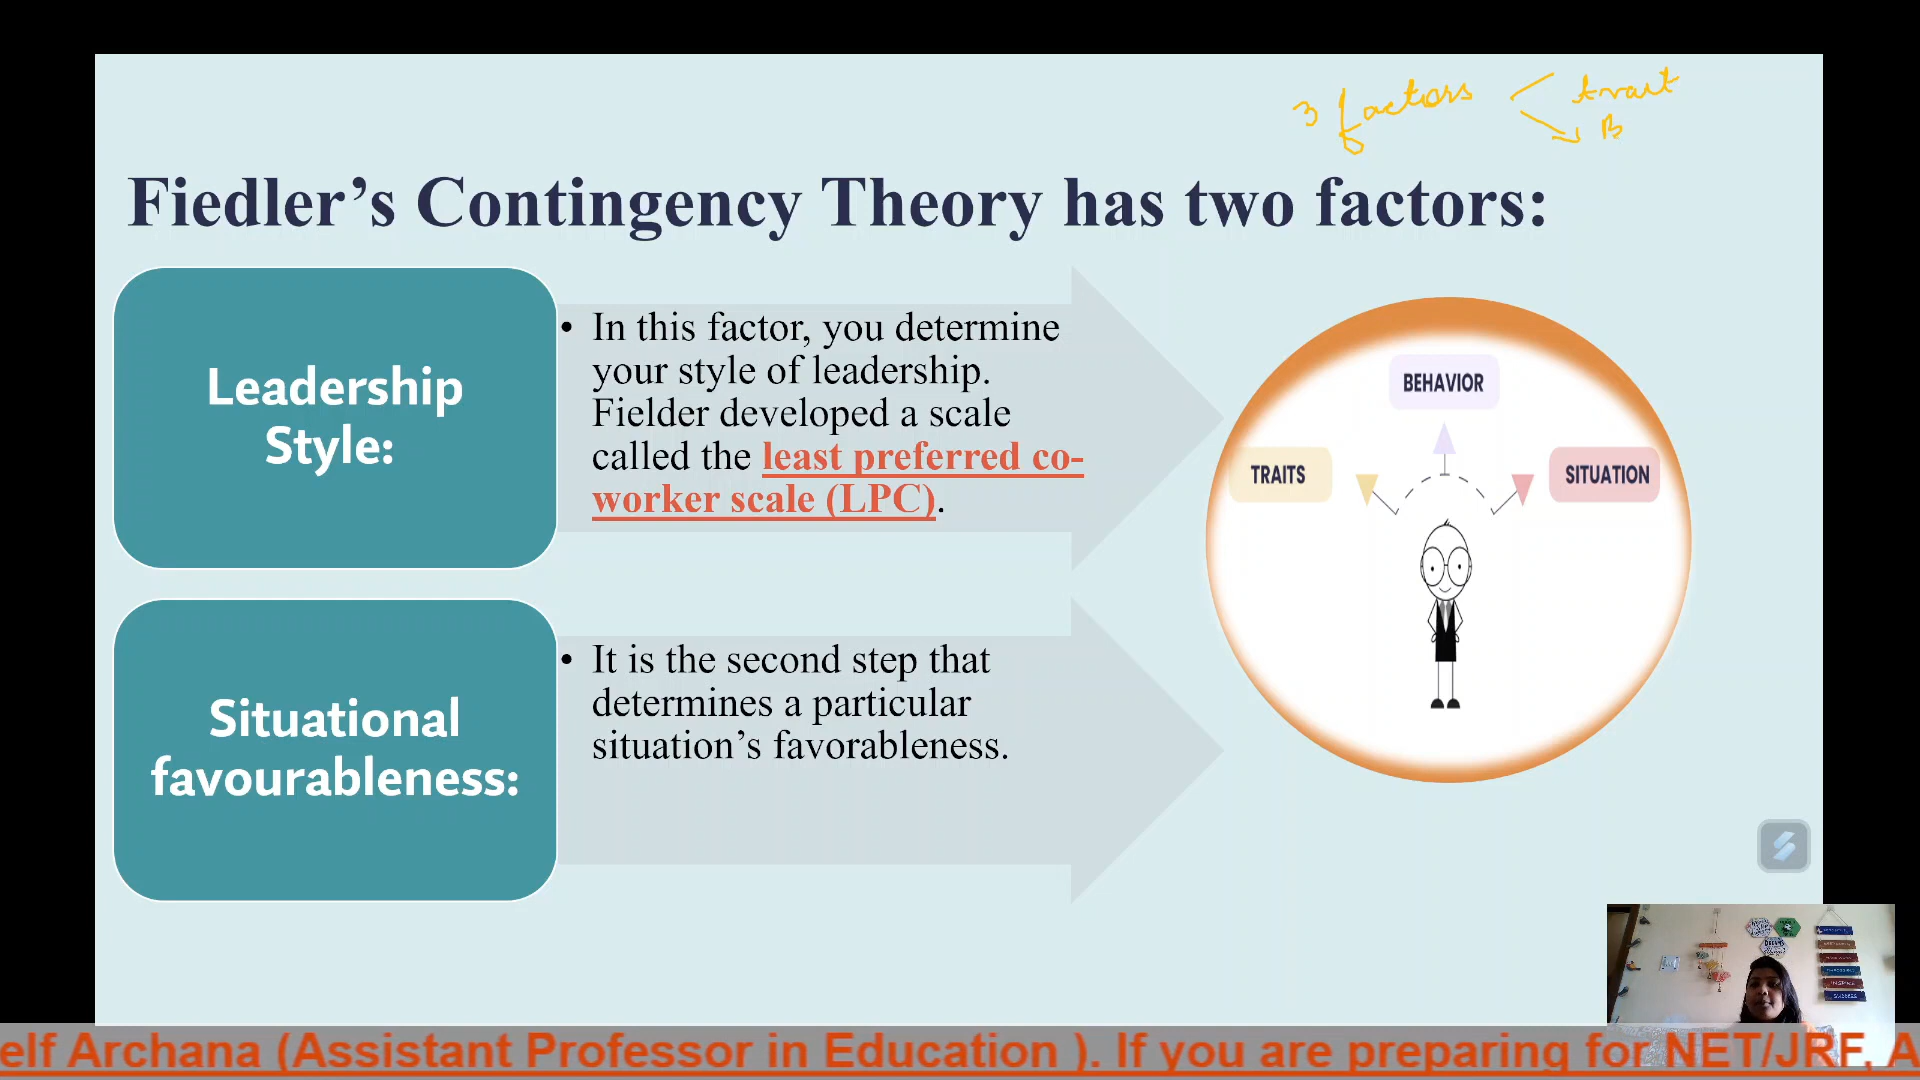 3 factors trait
B
Fiedler’s Contingency Theory has two factors:
Leadership
Style:
• In this factor, you determine
your style of leadership.
Fielder developed a scale
called the least preferred co-
worker scale (LPC).
BEHAVIOR
TRAITS
SITUATION
Situational
favourableness:
• It is the second step that
determines a particular
situation’s favorableness.
INSPIRE
SUCCESS
elf Archana (Assistant Professor in Education ). If you are preparing for NET/JRF, A